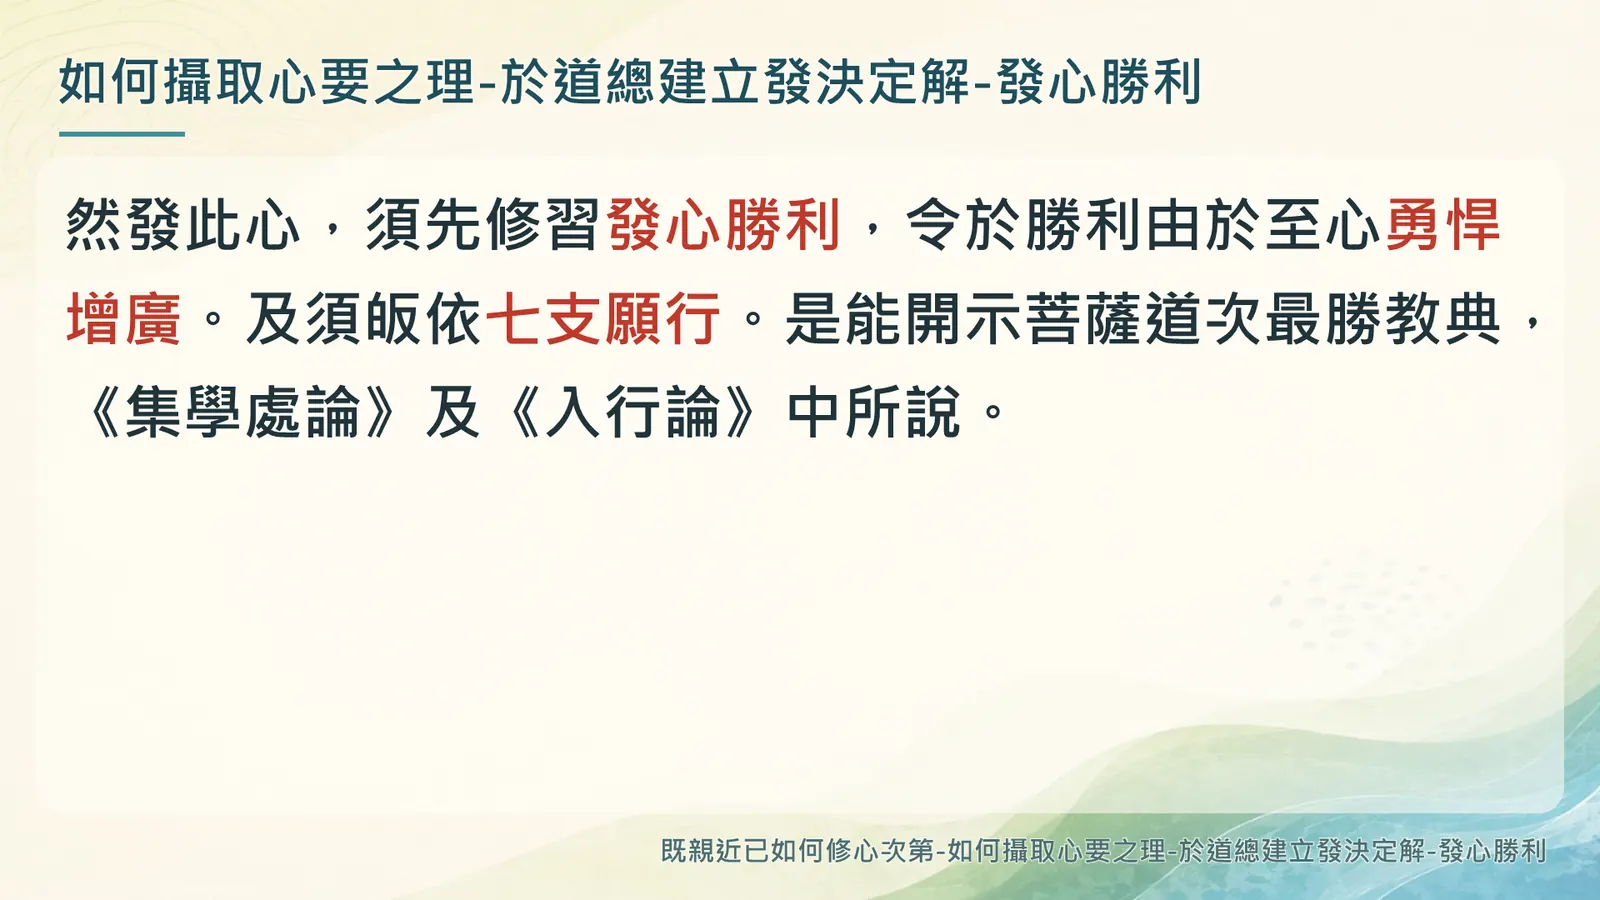 如何攝取心要之理-於道總建立發決定解-發心勝利
然發此心，須先修習發心勝利，令於勝利由於至心勇悍
增廣。及須皈依七支願行。是能開示菩薩道次最勝教典，
《集學處論》及《入行論》中所說。
既親近已如何修心次第-如何攝取心要之理-於道總建立發決定解-發心勝利